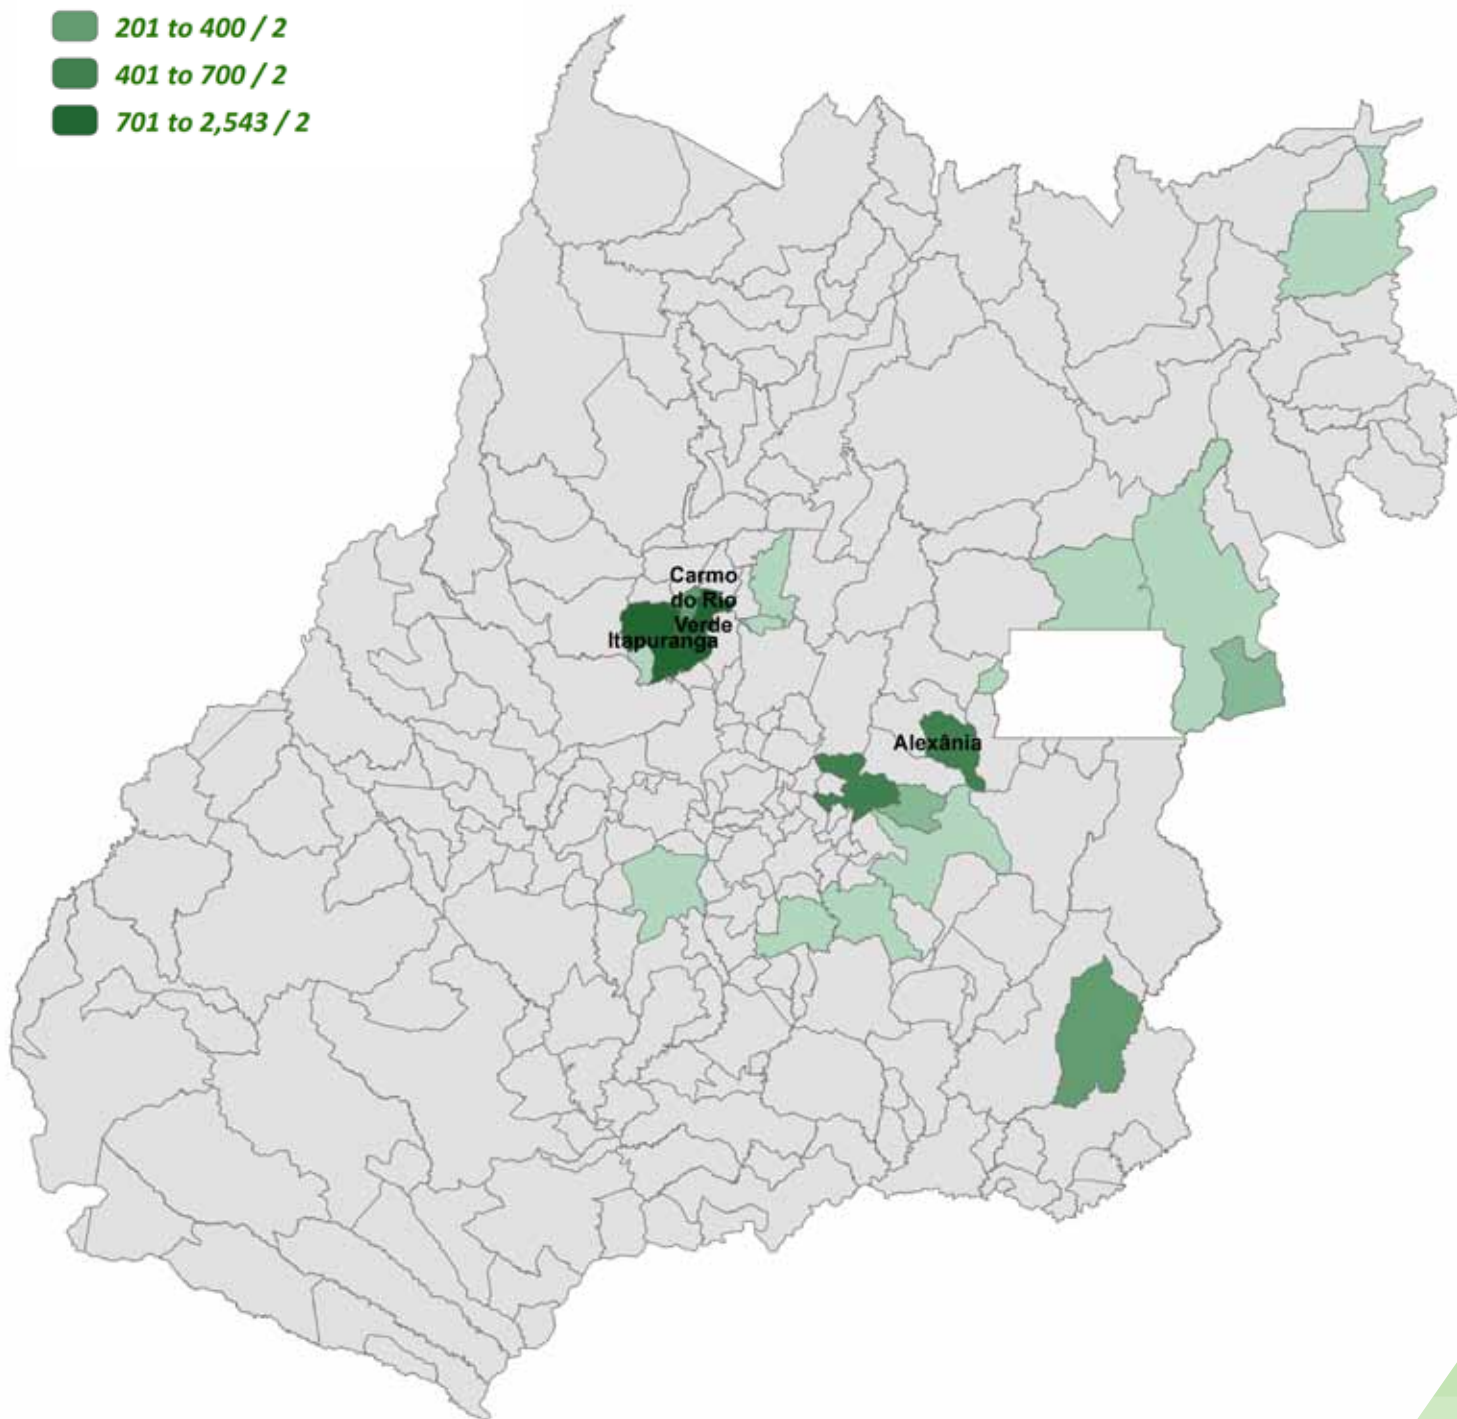 201 to 400 / 2
401 to 700 / 2
701 to 2,543 / 2
Carmo
do Rio
Verde
Itapuranga
Alexânia